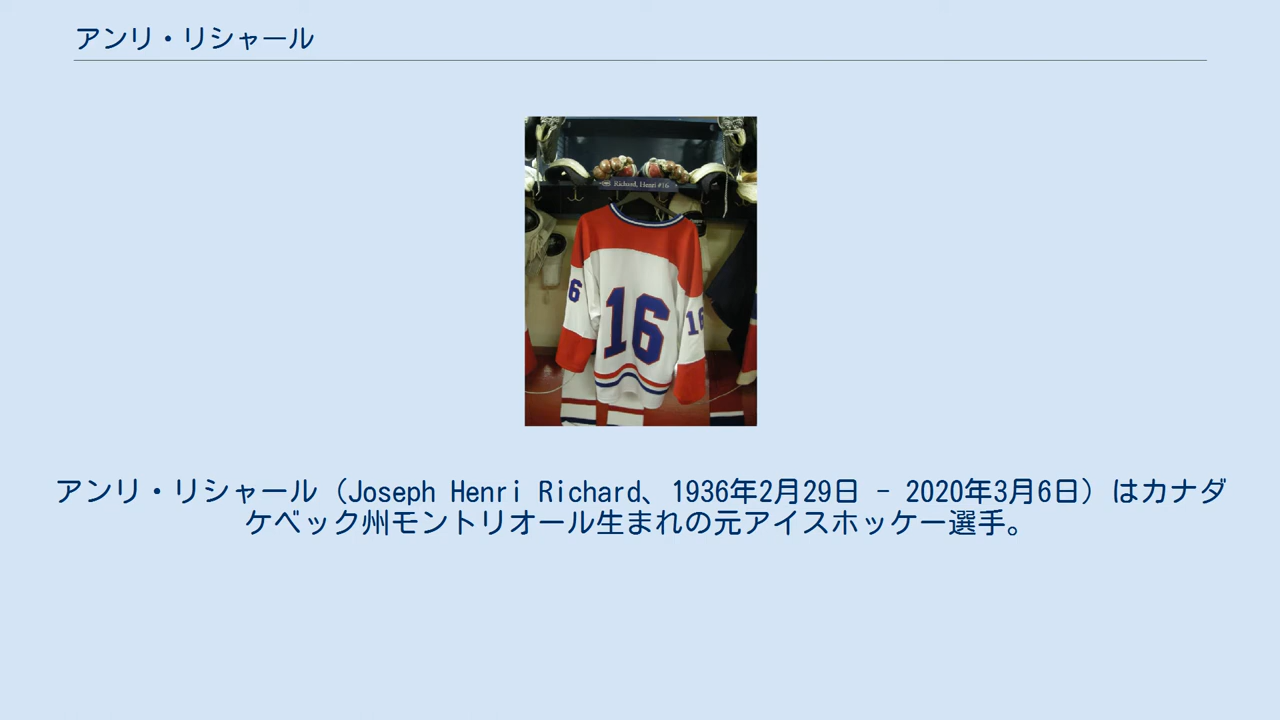 アンリ・リシャール
Richard, Henri #16
16
16
16
アンリ・リシャール（Joseph Henri Richard、1936年2月29日 - 2020年3月6日）はカナダ
ケベック州モントリオール生まれの元アイスホッケー選手。